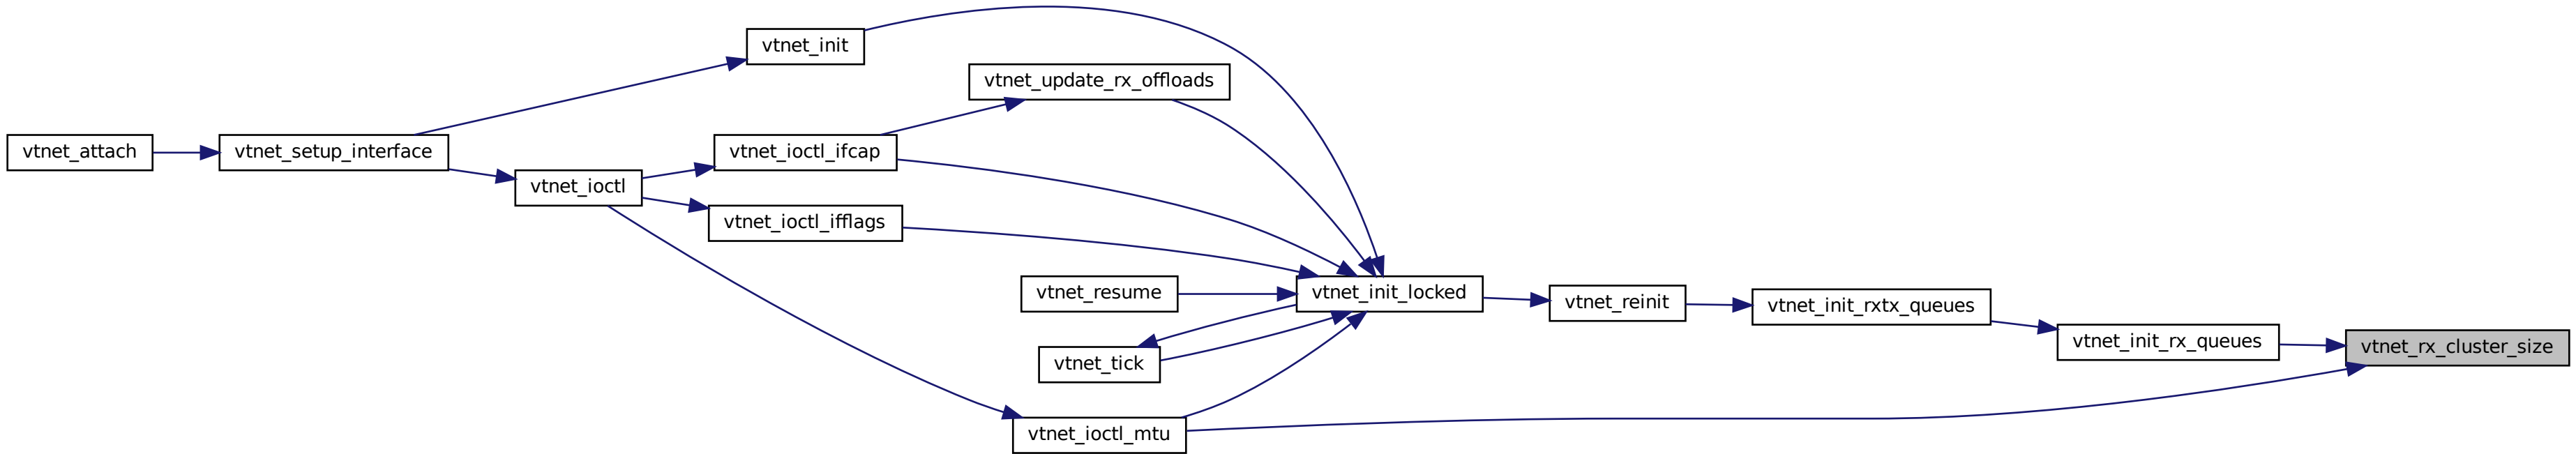 vtnet_init
vtnet_update_rx_offloads
vtnet_attach
vtnet_setup_interface
vtnet_ioctl_ifcap
vtnet_ioctl
vtnet_ioctl_ifflags
vtnet_resume
vtnet_init_locked
vtnet_reinit
vtnet_init_rxtx_queues
vtnet_init_rx_queues
vtnet_rx_cluster_size
vtnet_tick
vtnet_ioctl_mtu